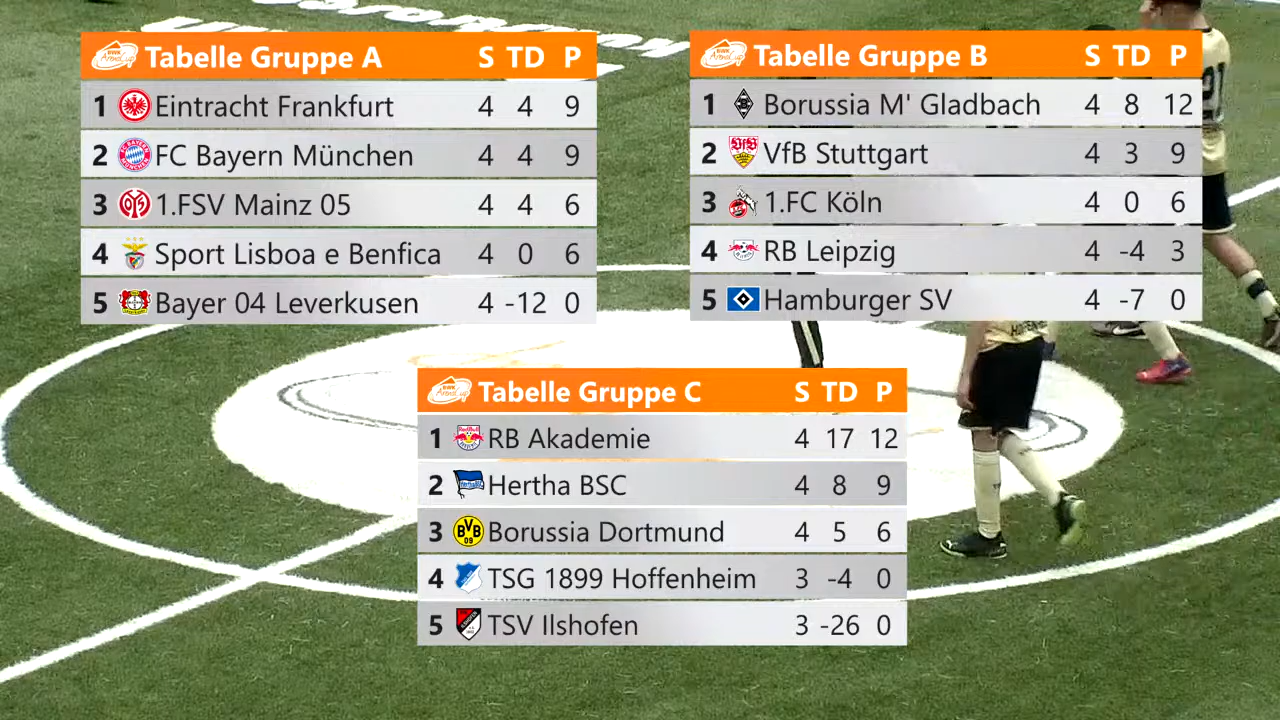 Tabelle Gruppe A S TD P
1 Eintracht Frankfurt 4 4 9
2 FC Bayern München 4 4 9
3 1.FSV Mainz 05 4 4 6
4 Sport Lisboa e Benfica 4 0 6
5 Bayer 04 Leverkusen 4 -12 0
Tabelle Gruppe B S TD P
1 Borussia M' Gladbach 4 8 12
2 VfB Stuttgart 4 3 9
3 1.FC Köln 4 0 6
4 RB Leipzig 4 -4 3
5 Hamburger SV 4 -7 0
Tabelle Gruppe C S TD P
1 RB Akademie 4 17 12
2 Hertha BSC 4 8 9
3 BVB 09 Borussia Dortmund 4 5 6
4 TSG 1899 Hoffenheim 3 -4 0
5 TSV Ilshofen 3 -26 0
21